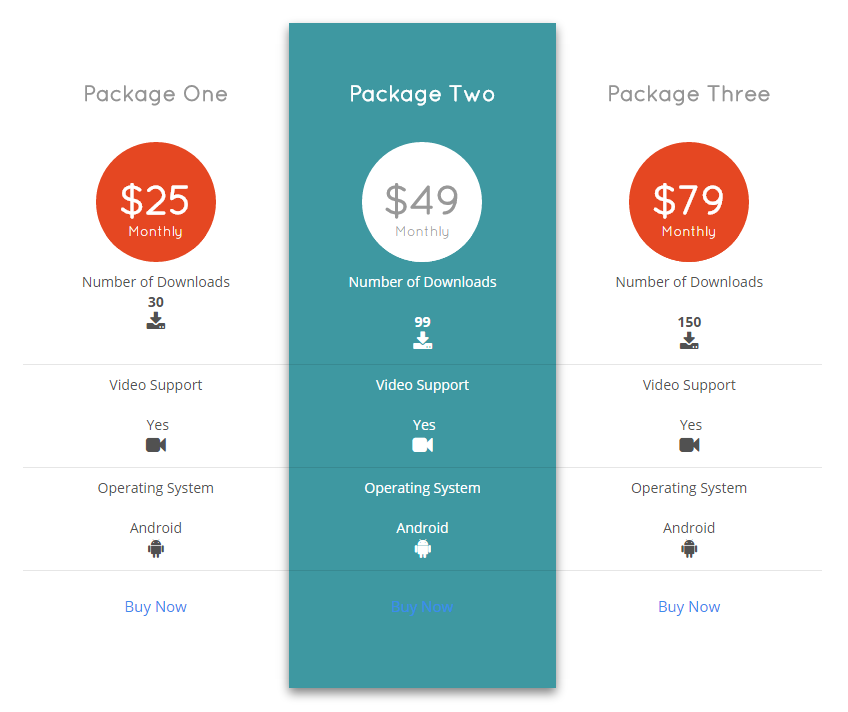 Package One
$25
Monthly
Number of Downloads
30
Video Support
Yes
Operating System
Android
Buy Now
Package Two
$49
Monthly
Number of Downloads
99
Video Support
Yes
Operating System
Android
Buy Now
Package Three
$79
Monthly
Number of Downloads
150
Video Support
Yes
Operating System
Android
Buy Now